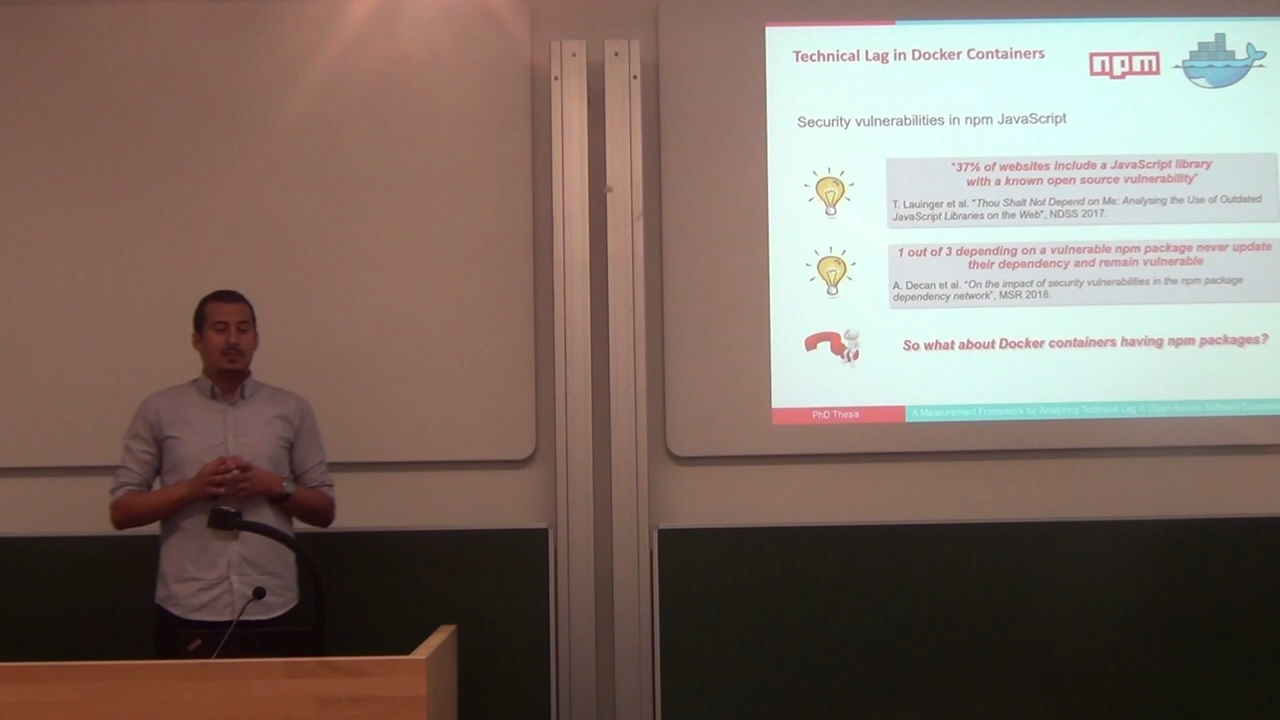 Technical Lag in Docker Containers
npm
Security vulnerabilities in npm JavaScript
"37% of websites include a JavaScript library
with a known open source vulnerability"
T. Lauinger et al. "Thou Shalt Not Depend on Me: Analysing the Use of Outdated
JavaScript Libraries on the Web", NDSS 2017.
1 out of 3 depending on a vulnerable npm package never update
their dependency and remain vulnerable
A. Decan et al. "On the impact of security vulnerabilities in the npm package
dependency network", MSR 2018.
So what about Docker containers having npm packages?
PhD Thesis
A Measurement Framework for Analyzing Technical Lag in Open-Source Software